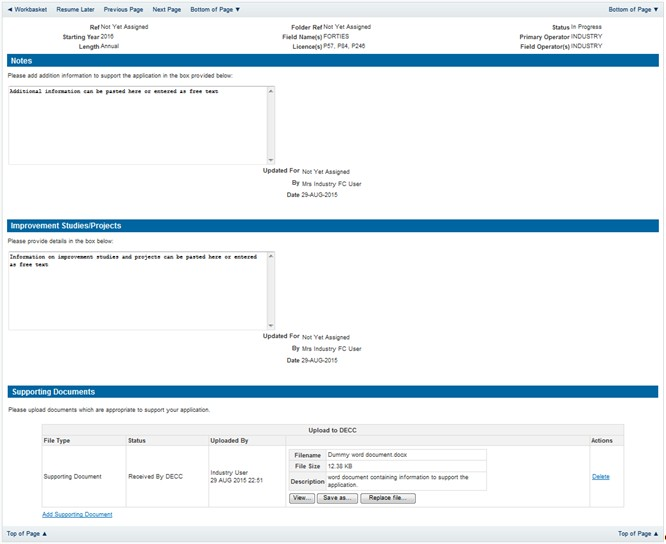 ◄ Workbasket Resume Later Previous Page Next Page Bottom of Page ▼ Bottom of Page ▼
Ref Not Yet Assigned Folder Ref Not Yet Assigned Status In Progress
Starting Year 2016 Field Name(s) FORTIES Primary Operator INDUSTRY
Length Annual Licence(s) P57, P84, P246 Field Operator(s) INDUSTRY
Notes
Please add addition information to support the application in the box provided below:
Additional information can be pasted here or entered as free text
Updated For Not Yet Assigned
By Mrs Industry FC User
Date 29-AUG-2015
Improvement Studies/Projects
Please provide details in the box below:
Information on improvement studies and projects can be pasted here or entered
as free text
Updated For Not Yet Assigned
By Mrs Industry FC User
Date 29-AUG-2015
Supporting Documents
Please upload documents which are appropriate to support your application.
Upload to DECC
File Type Status Uploaded By Actions
Filename Dummy word document.docx
File Size 12.38 KB
Supporting Document Received By DECC Industry User
29 AUG 2015 22:51
Description word document containing information to support the
application.
Delete
View... Save as... Replace file...
Add Supporting Document
Top of Page ▲ Top of Page ▲